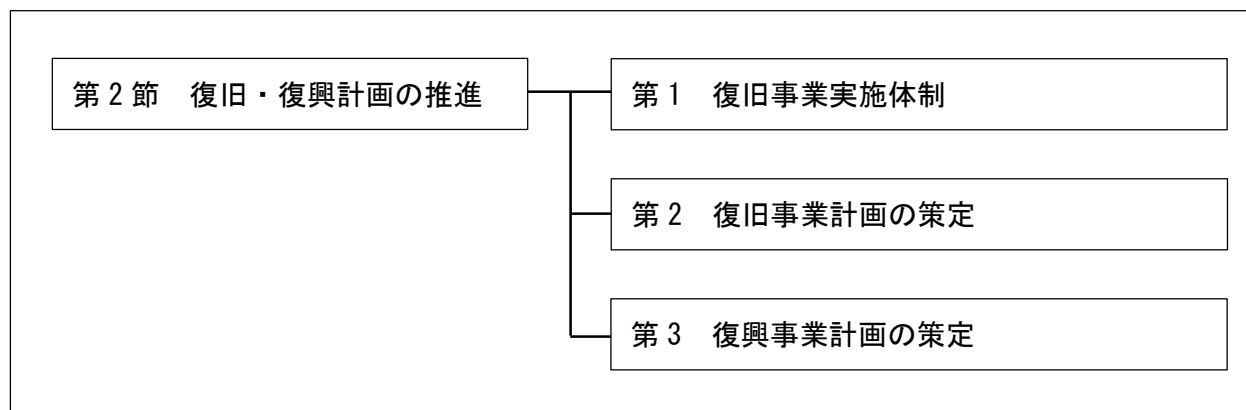 第2節　復旧・復興計画の推進
第1　復旧事業実施体制
第2　復旧事業計画の策定
第3　復興事業計画の策定